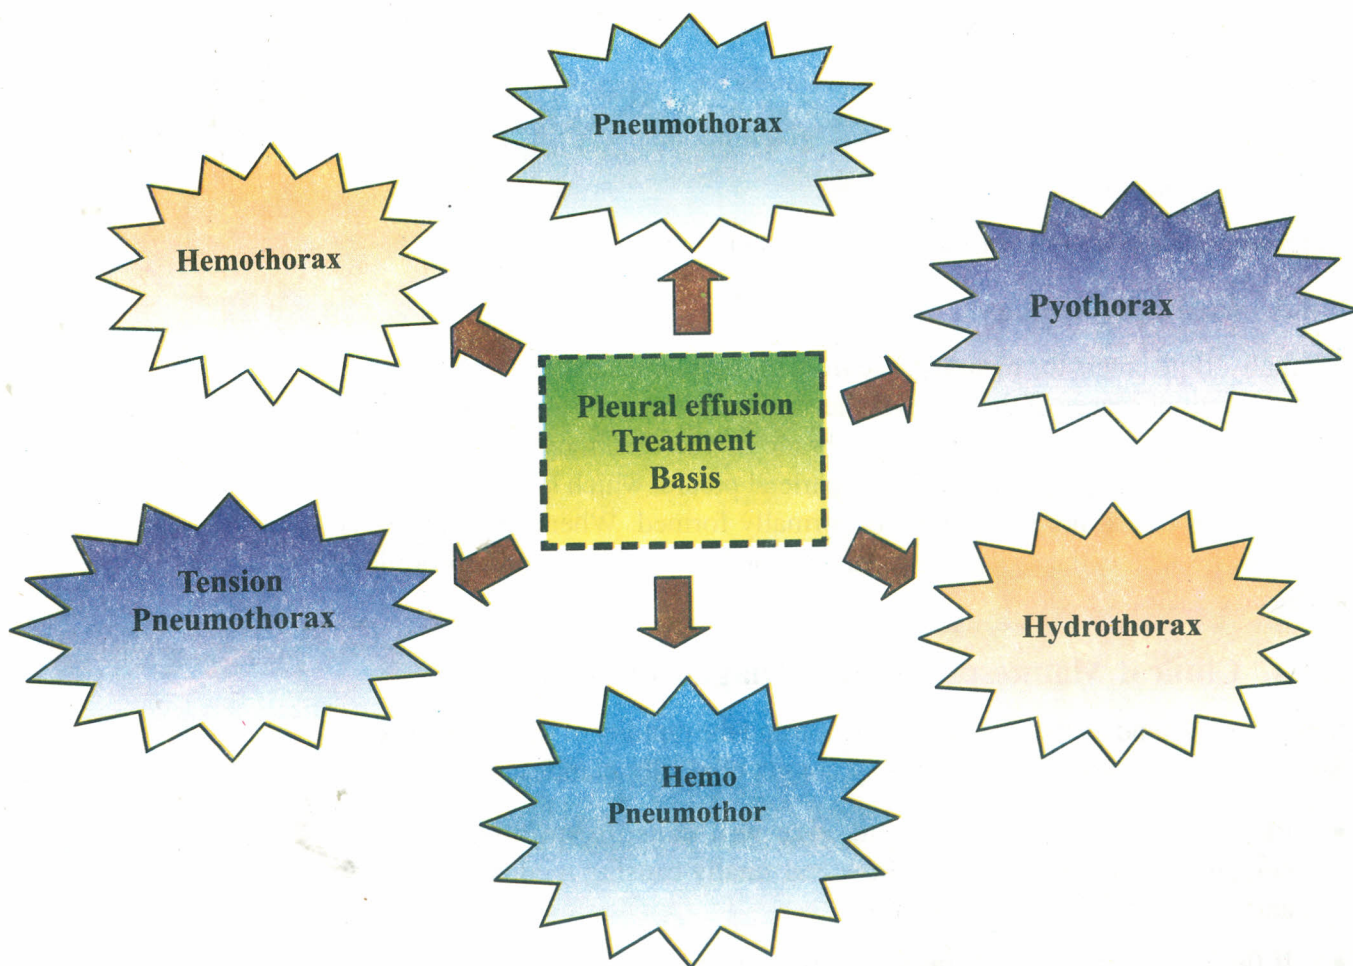 Pneumothorax
Hemothorax
Pyothorax
Pleural effusion
Treatment
Basis
Tension
Pneumothorax
Hydrothorax
Hemo
Pneumothor